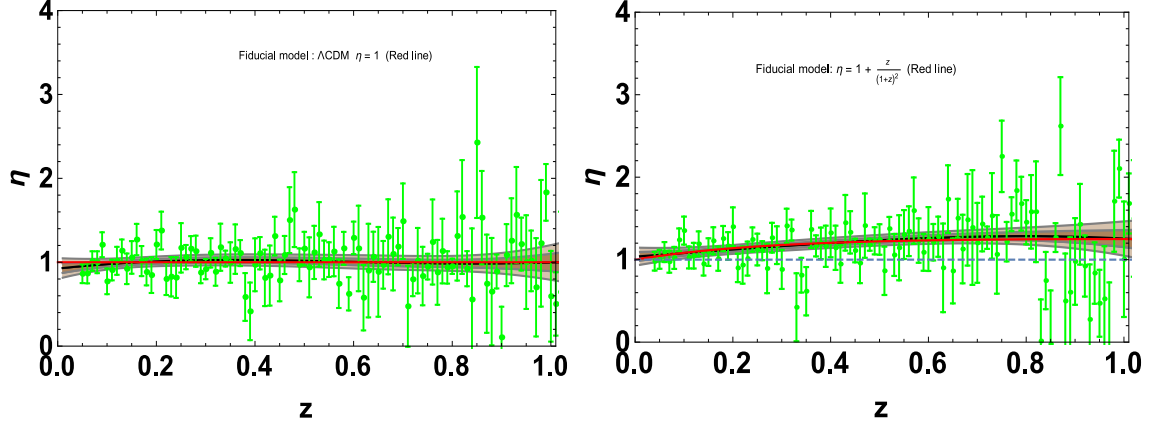 4
3
2
1
0
η
Fiducial model : ΛCDM η = 1 (Red line)
0.0 0.2 0.4 0.6 0.8 1.0
z
4
3
2
1
0
η
Fiducial model: η = 1 + z/(1+z)² (Red line)
0.0 0.2 0.4 0.6 0.8 1.0
z